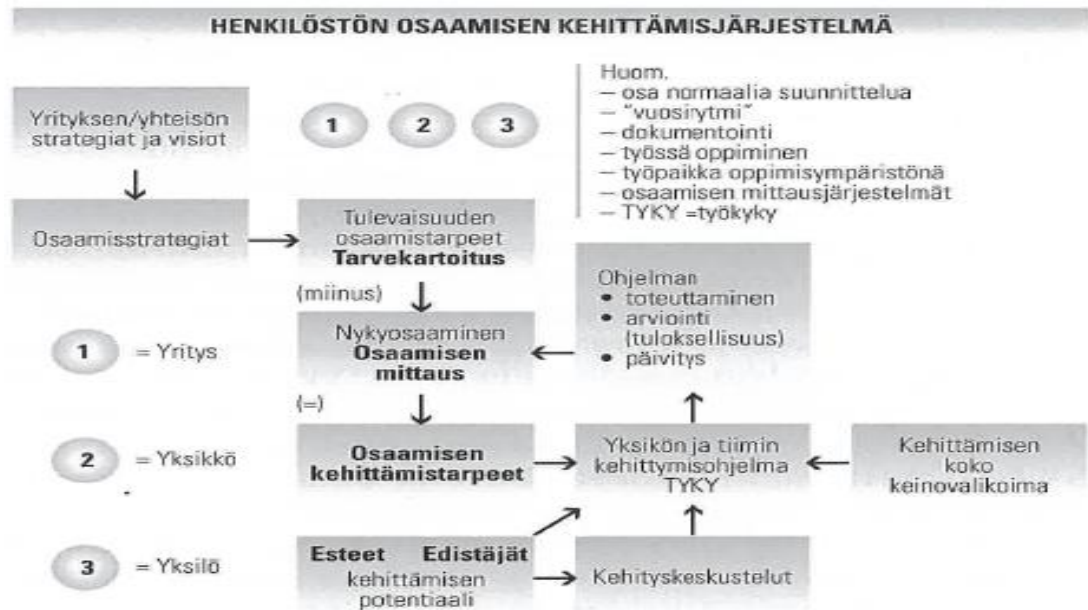 HENKILÖSTÖN OSAAMISEN KEHITTÄMISJÄRJESTELMÄ
Yrityksen/yhteisön
strategiat ja visiot
1 2 3
Huom.
– osa normaalia suunnittelua
– "vuosirytmi"
– dokumentointi
– työssä oppiminen
– työpaikka oppimisympäristönä
– osaamisen mittausjärjestelmät
– TYKY =työkyky
Osaamisstrategiat
Tulevaisuuden
osaamistarpeet
Tarvekartoitus
Ohjelman
• toteuttaminen
• arviointi
(tuloksellisuus)
• päivitys
(miinus)
1 = Yritys
Nykyosaaminen
Osaamisen
mittaus
(=)
2 = Yksikkö
Osaamisen
kehittämistarpeet
Yksikön ja tiimin
kehittymisohjelma
TYKY
Kehittämisen
koko
keinovalikoima
3 = Yksilö
Esteet Edistäjät
kehittämisen
potentiaali
Kehityskeskustelut